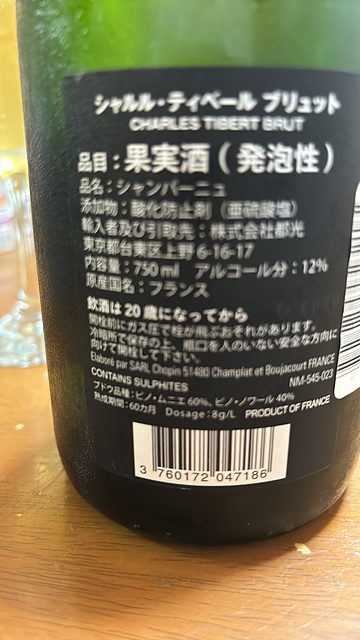 シャルル・ティベール ブリュット
CHARLES TIBERT BRUT
品目：果実酒（発泡性）
品名：シャンパーニュ
添加物：酸化防止剤（亜硫酸塩）
輸入者及び引取先：株式会社都光
東京都台東区上野 6-16-17
内容量：750ml アルコール分：12%
原産国名：フランス
飲酒は20歳になってから
開栓前にガス圧で栓が飛ぶおそれがあります。
冷暗所で保存の上、瓶口を人のいない安全な方向に
向けて開栓して下さい。
Elaboré par SARL Chopin 51480 Champlat et Boujacourt FRANCE
NM-545-023
CONTAINS SULPHITES
ブドウ品種：ピノ・ムニエ 60%、ピノ・ノワール 40%
熟成期間：60カ月 Dosage:8g/L PRODUCT OF FRANCE
3 760172 047186